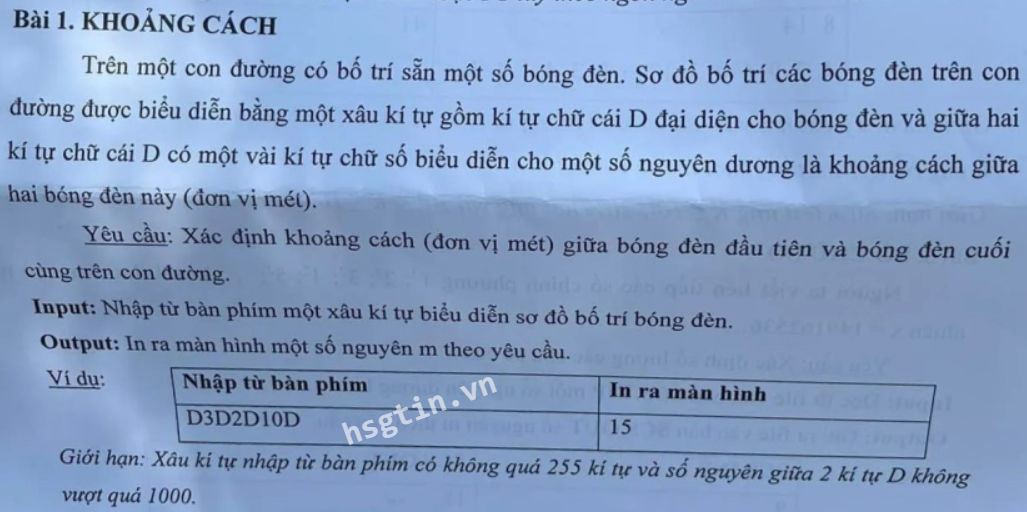 Bài 1. KHOẢNG CÁCH
Trên một con đường có bố trí sẵn một số bóng đèn. Sơ đồ bố trí các bóng đèn trên con
đường được biểu diễn bằng một xâu kí tự gồm kí tự chữ cái D đại diện cho bóng đèn và giữa hai
kí tự chữ cái D có một vài kí tự chữ số biểu diễn cho một số nguyên dương là khoảng cách giữa
hai bóng đèn này (đơn vị mét).
Yêu cầu: Xác định khoảng cách (đơn vị mét) giữa bóng đèn đầu tiên và bóng đèn cuối
cùng trên con đường.
Input: Nhập từ bàn phím một xâu kí tự biểu diễn sơ đồ bố trí bóng đèn.
Output: In ra màn hình một số nguyên m theo yêu cầu.
Ví dụ:
Nhập từ bàn phím In ra màn hình
D3D2D10D 15
hsgtin.vn
Giới hạn: Xâu kí tự nhập từ bàn phím có không quá 255 kí tự và số nguyên giữa 2 kí tự D không
vượt quá 1000.